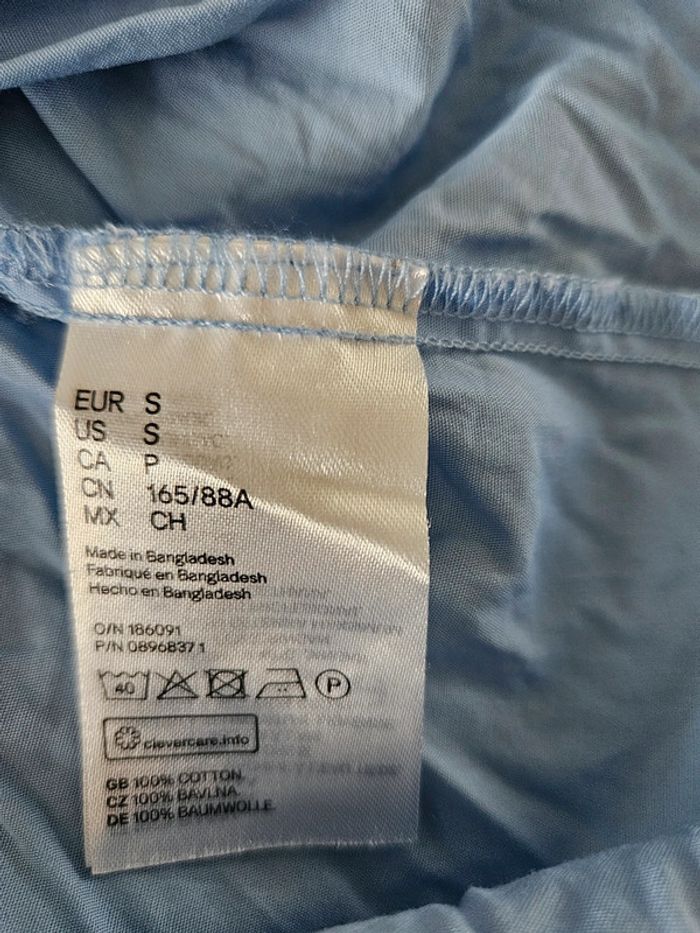 EUR S
US S
CA P
CN 165/88A
MX CH
Made in Bangladesh
Fabriqué en Bangladesh
Hecho en Bangladesh
O/N 186091
P/N 0896837 1
40
P
clevercare.info
GB 100% COTTON
CZ 100% BAVLNA
DE 100% BAUMWOLLE